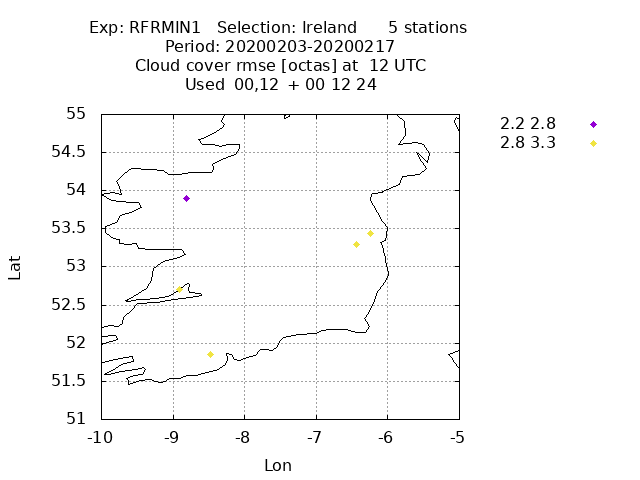 Exp: RFRMIN1 Selection: Ireland 5 stations
Period: 20200203-20200217
Cloud cover rmse [octas] at 12 UTC
Used 00,12 + 00 12 24
55
54.5
54
53.5
53
52.5
52
51.5
51
-10 -9 -8 -7 -6 -5
Lat
Lon
2.2 2.8
2.8 3.3